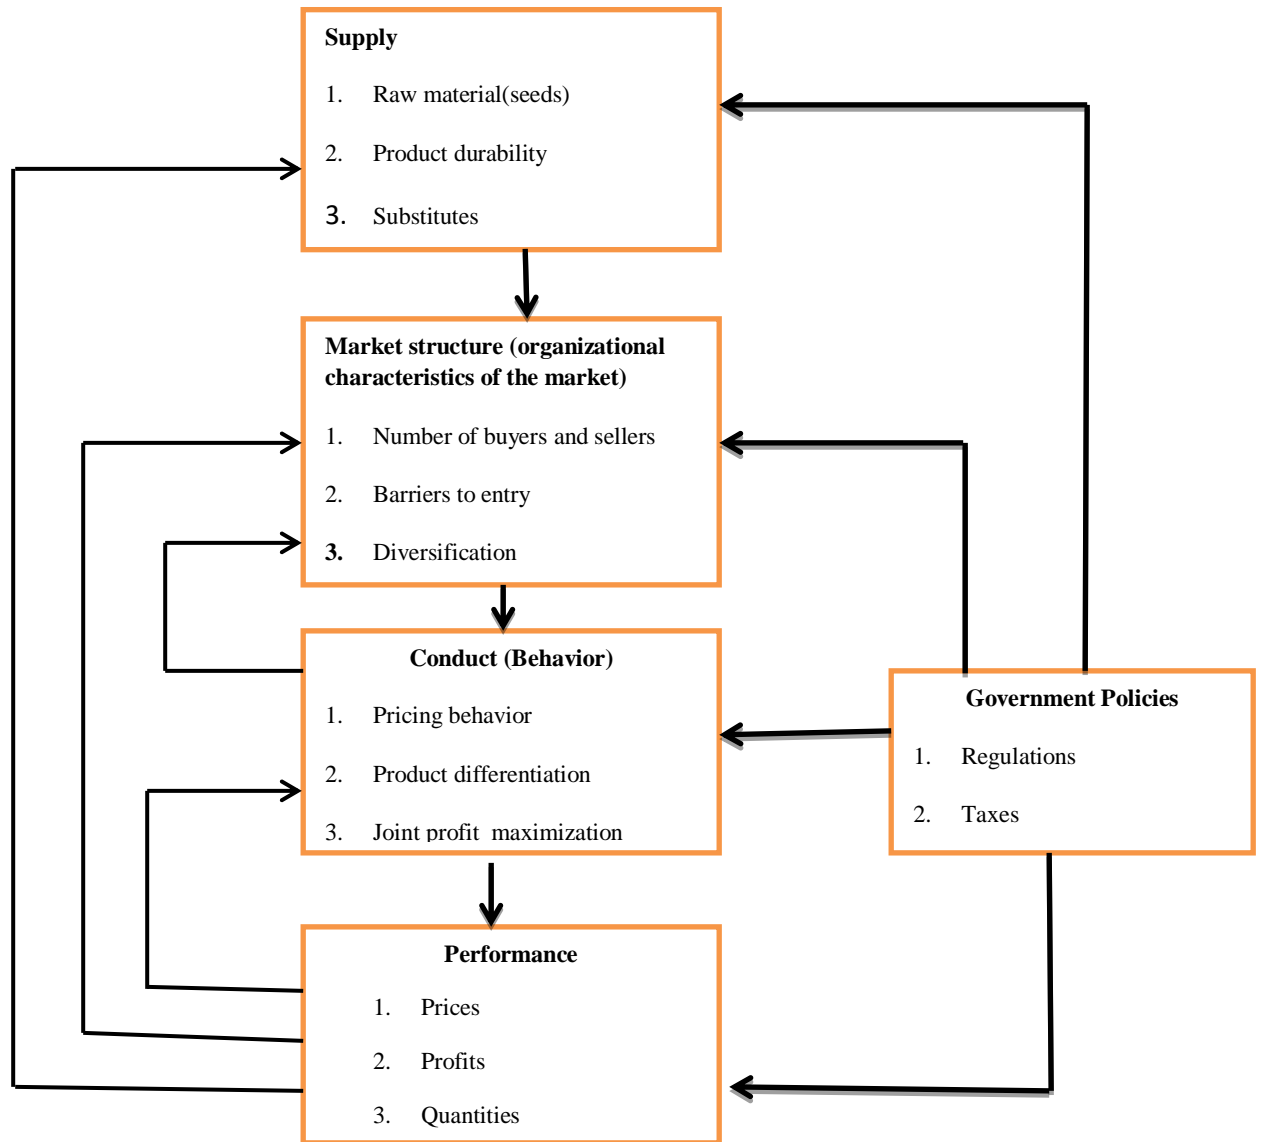 Supply
1. Raw material(seeds)
2. Product durability
3. Substitutes
Market structure (organizational
characteristics of the market)
1. Number of buyers and sellers
2. Barriers to entry
3. Diversification
Conduct (Behavior)
1. Pricing behavior
2. Product differentiation
3. Joint profit maximization
Government Policies
1. Regulations
2. Taxes
Performance
1. Prices
2. Profits
3. Quantities